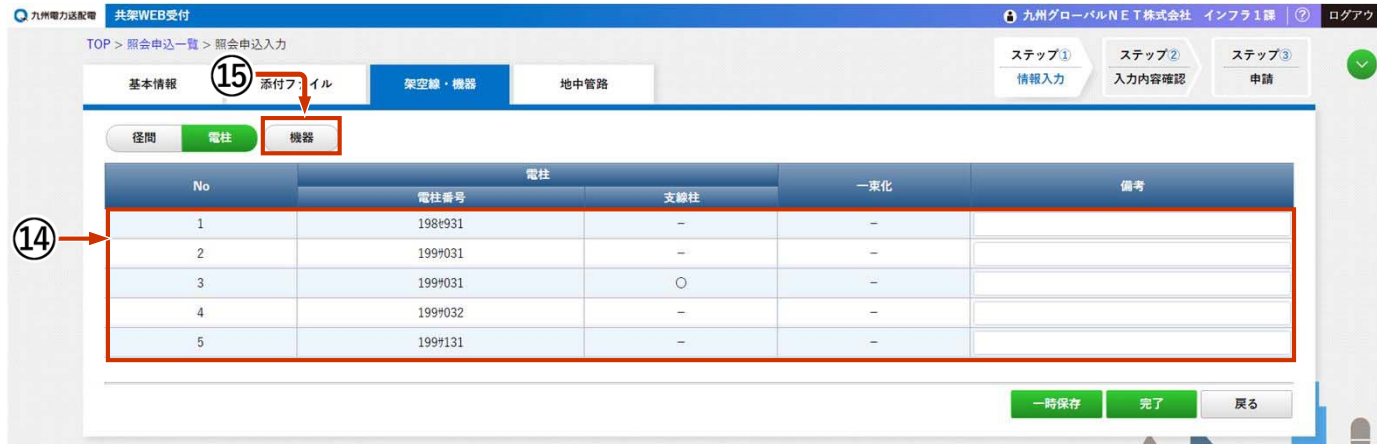 九州電力送配電 共架WEB受付 九州グローバルNET株式会社 インフラ1課 ? ログアウ
TOP > 照会申込一覧 > 照会申込入力
ステップ① ステップ② ステップ③
情報入力 入力内容確認 申請
⑮
基本情報 添付ファイル 架空線・機器 地中管路
径間 電柱 機器
No 電柱 一束化 備考
電柱番号 支線柱
⑭
1 198ｾ931 － －
2 199ｻ031 － －
3 199ｻ031 ○ －
4 199ｻ032 － －
5 199ｻ131 － －
一時保存 完了 戻る